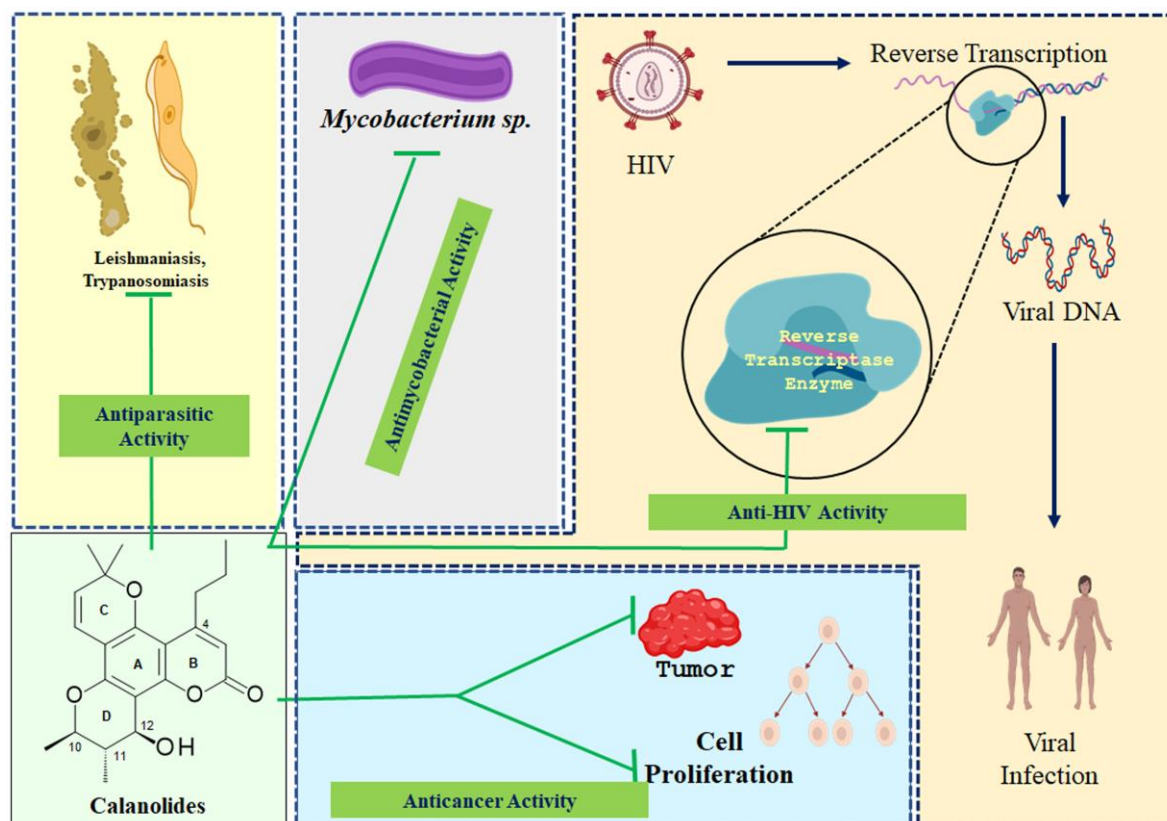 Leishmaniasis,
Trypanosomiasis
Antiparasitic
Activity
Mycobacterium sp.
Antimycobacterial Activity
HIV
Reverse Transcription
Reverse
Transcriptase
Enzyme
Viral DNA
Anti-HIV Activity
Viral
Infection
O
C
4
A
B
O
O
O
D
12
OH
10
11
Calanolides
Tumor
Cell
Proliferation
Anticancer Activity